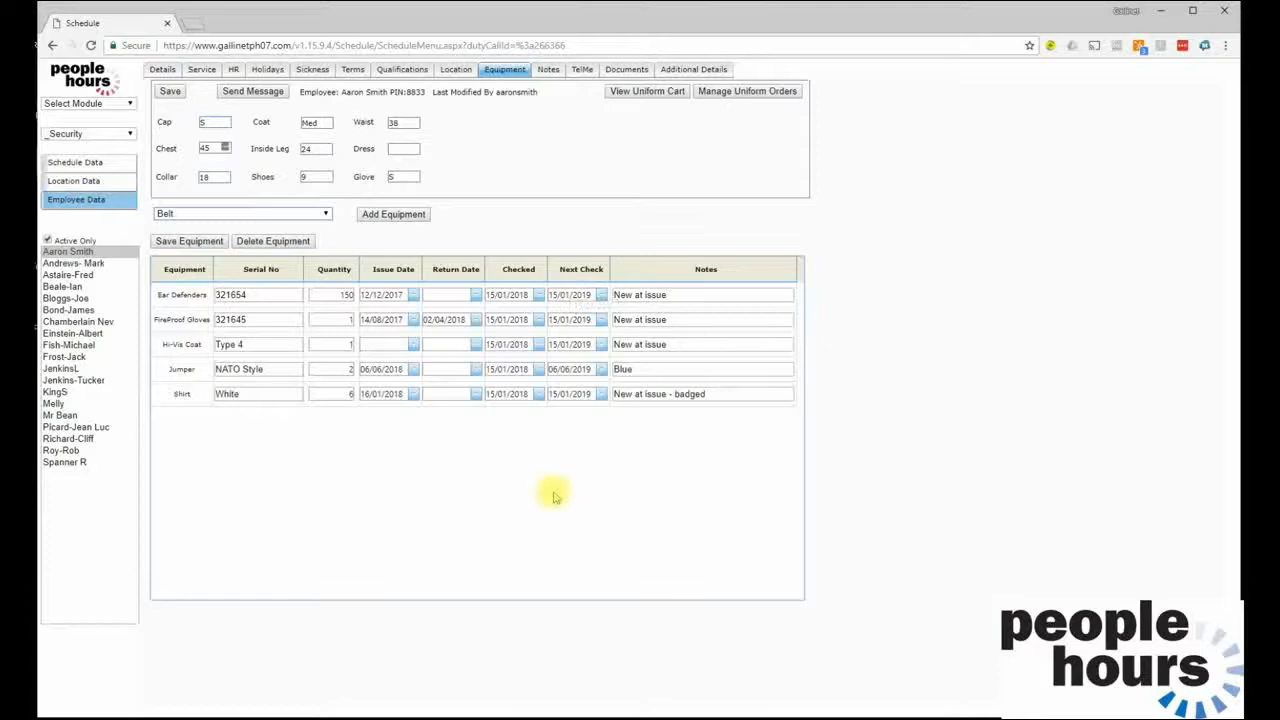 Schedule
Gallinet
Secure
https://www.gallinetph07.com/v1.15.9.4/Schedule/ScheduleMenu.aspx?dutyCallId=%3a266366
people
hours
Select Module
_Security
Schedule Data
Location Data
Employee Data
Active Only
Aaron Smith
Andrews- Mark
Astaire-Fred
Beale-Ian
Bloggs-Joe
Bond-James
Chamberlain Nev
Einstein-Albert
Fish-Michael
Frost-Jack
JenkinsL
Jenkins-Tucker
KingS
Melly
Mr Bean
Picard-Jean Luc
Richard-Cliff
Roy-Rob
Spanner R
Details Service HR Holidays Sickness Terms Qualifications Location Equipment Notes TelMe Documents Additional Details
Save Send Message Employee: Aaron Smith PIN:8833 Last Modified By aaronsmith View Uniform Cart Manage Uniform Orders
Cap S Coat Med Waist 38
Chest 45 Inside Leg 24 Dress
Collar 18 Shoes 9 Glove S
Belt Add Equipment
Save Equipment Delete Equipment
Equipment Serial No Quantity Issue Date Return Date Checked Next Check Notes
Ear Defenders 321654 150 12/12/2017 15/01/2018 15/01/2019 New at issue
FireProof Gloves 321645 1 14/08/2017 02/04/2018 15/01/2018 15/01/2019 New at issue
Hi-Vis Coat Type 4 1 15/01/2018 15/01/2019 New at issue
Jumper NATO Style 2 06/06/2018 15/01/2018 06/06/2019 Blue
Shirt White 6 16/01/2018 15/01/2018 15/01/2019 New at issue - badged
people
hours